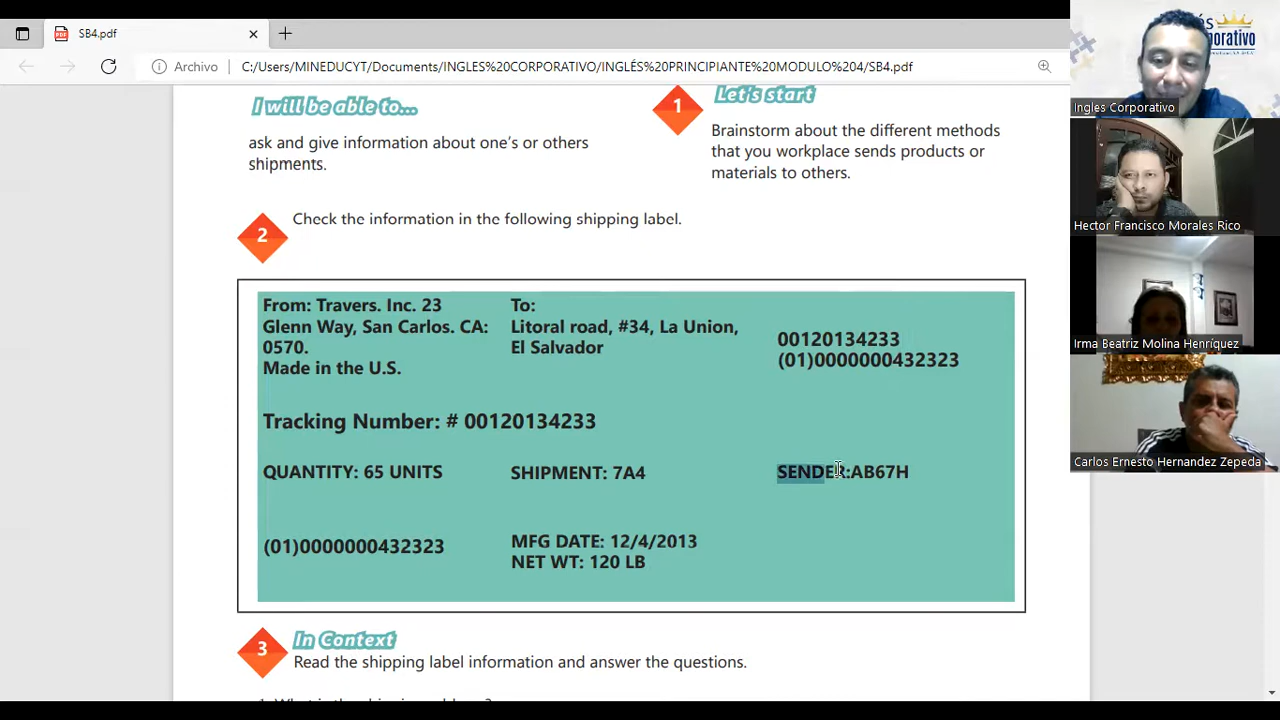 SB4.pdf
Archivo
C:/Users/MINEDUCYT/Documents/INGLES%20CORPORATIVO/INGLÉS%20PRINCIPIANTE%20MODULO%204/SB4.pdf
I will be able to...
ask and give information about one's or others
shipments.
1
Let's start
Brainstorm about the different methods
that you workplace sends products or
materials to others.
2
Check the information in the following shipping label.
From: Travers. Inc. 23
Glenn Way, San Carlos. CA:
0570.
Made in the U.S.
To:
Litoral road, #34, La Union,
El Salvador
00120134233
(01)0000000432323
Tracking Number: # 00120134233
QUANTITY: 65 UNITS
SHIPMENT: 7A4
SENDER:AB67H
(01)0000000432323
MFG DATE: 12/4/2013
NET WT: 120 LB
3
In Context
Read the shipping label information and answer the questions.
Ingles Corporativo
Hector Francisco Morales Rico
Irma Beatriz Molina Henríquez
Carlos Ernesto Hernandez Zepeda